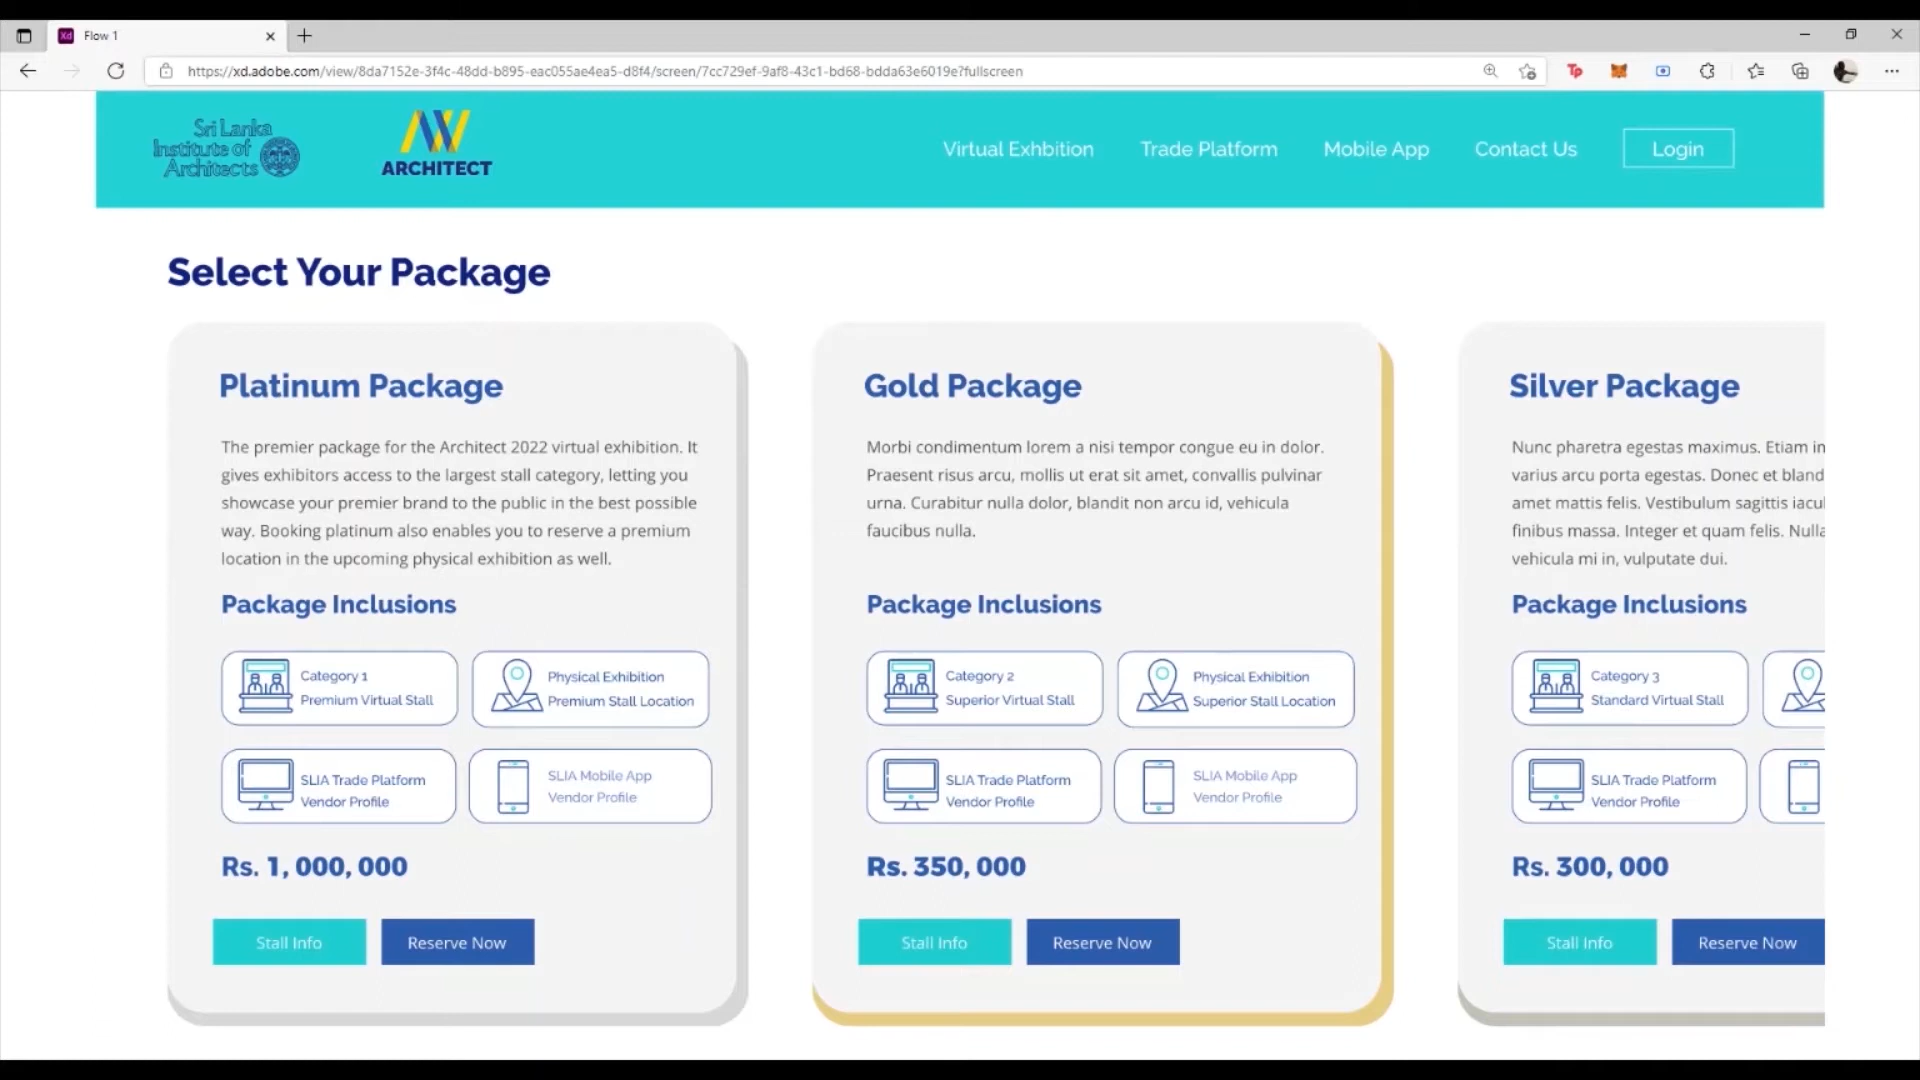 Flow 1
https://xd.adobe.com/view/8da7152e-3f4c-48dd-b895-eac055ae4ea5-d8f4/screen/7cc729ef-9af8-43c1-bd68-bdda63e6019e?fullscreen
Sri Lanka
Institute of
Architects
ARCHITECT
Virtual Exhbition
Trade Platform
Mobile App
Contact Us
Login
Select Your Package
Platinum Package
The premier package for the Architect 2022 virtual exhibition. It
gives exhibitors access to the largest stall category, letting you
showcase your premier brand to the public in the best possible
way. Booking platinum also enables you to reserve a premium
location in the upcoming physical exhibition as well.
Package Inclusions
Category 1
Premium Virtual Stall
Physical Exhibition
Premium Stall Location
SLIA Trade Platform
Vendor Profile
SLIA Mobile App
Vendor Profile
Rs. 1, 000, 000
Stall Info
Reserve Now
Gold Package
Morbi condimentum lorem a nisi tempor congue eu in dolor.
Praesent risus arcu, mollis ut erat sit amet, convallis pulvinar
urna. Curabitur nulla dolor, blandit non arcu id, vehicula
faucibus nulla.
Package Inclusions
Category 2
Superior Virtual Stall
Physical Exhibition
Superior Stall Location
SLIA Trade Platform
Vendor Profile
SLIA Mobile App
Vendor Profile
Rs. 350, 000
Stall Info
Reserve Now
Silver Package
Nunc pharetra egestas maximus. Etiam in
varius arcu porta egestas. Donec et bland
amet mattis felis. Vestibulum sagittis iacul
finibus massa. Integer et quam felis. Nulla
vehicula mi in, vulputate dui.
Package Inclusions
Category 3
Standard Virtual Stall
SLIA Trade Platform
Vendor Profile
Rs. 300, 000
Stall Info
Reserve Now